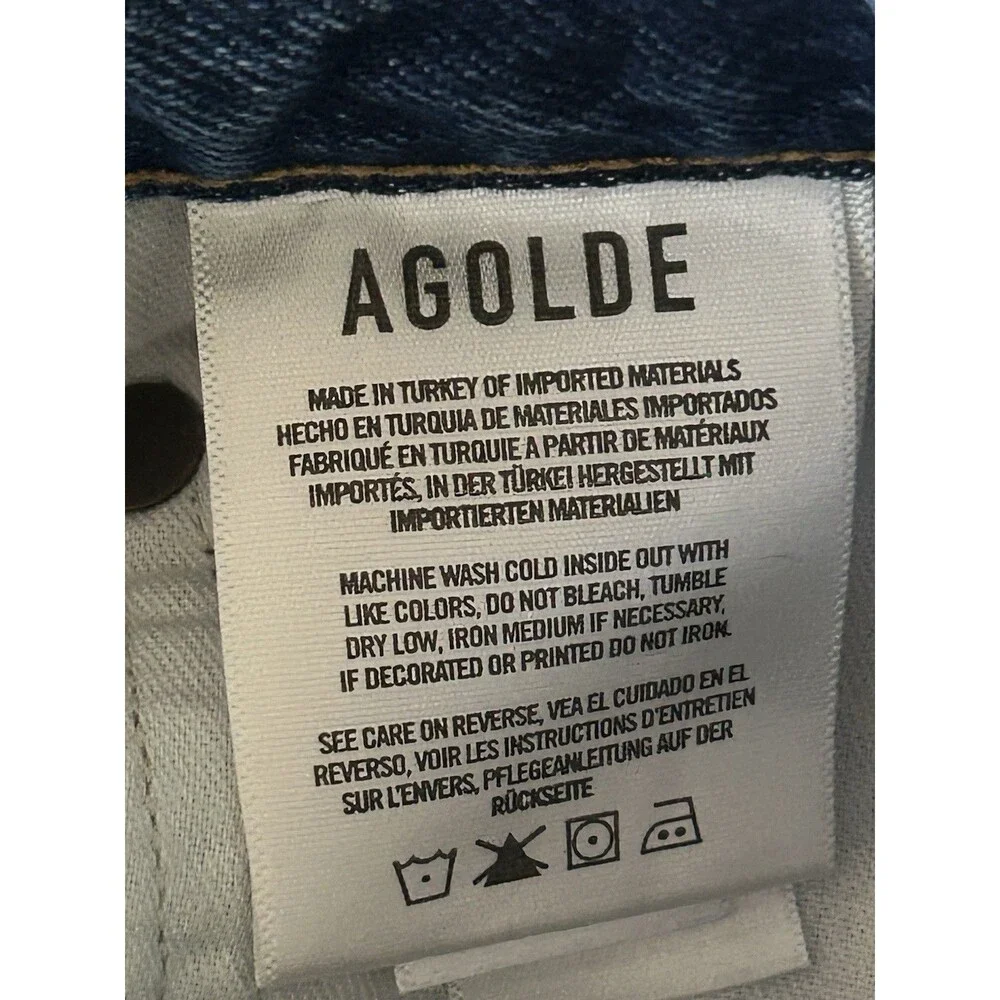 AGOLDE
MADE IN TURKEY OF IMPORTED MATERIALS
HECHO EN TURQUIA DE MATERIALES IMPORTADOS
FABRIQUÉ EN TURQUIE A PARTIR DE MATÉRIAUX
IMPORTÉS, IN DER TÜRKEI HERGESTELLT MIT
IMPORTIERTEN MATERIALIEN
MACHINE WASH COLD INSIDE OUT WITH
LIKE COLORS, DO NOT BLEACH, TUMBLE
DRY LOW, IRON MEDIUM IF NECESSARY,
IF DECORATED OR PRINTED DO NOT IRON.
SEE CARE ON REVERSE, VEA EL CUIDADO EN EL
REVERSO, VOIR LES INSTRUCTIONS D'ENTRETIEN
SUR L'ENVERS, PFLEGEANLEITUNG AUF DER
RÜCKSEITE